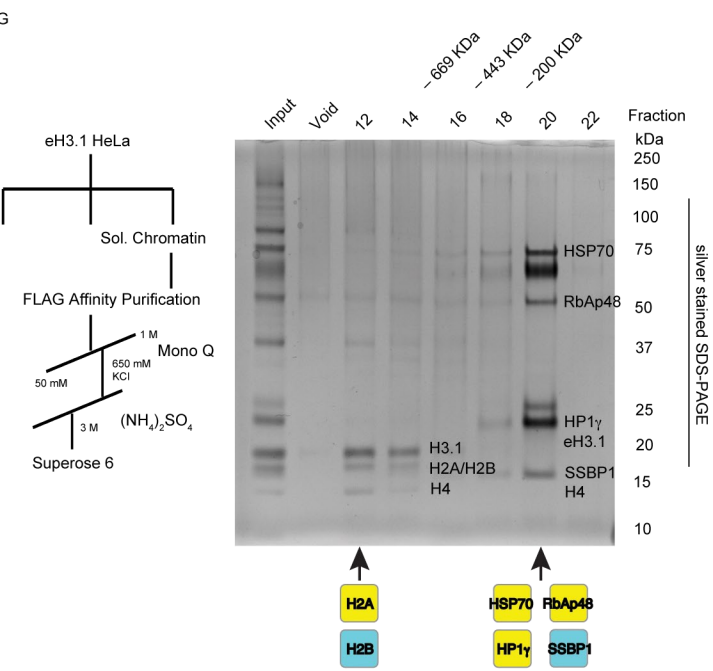 G
– 669 KDa
– 443 KDa
– 200 KDa
Input
Void
12
14
16
18
20
22
Fraction
kDa
250
150
100
75
50
37
25
20
15
10
silver stained SDS-PAGE
eH3.1 HeLa
Sol. Chromatin
FLAG Affinity Purification
1 M
Mono Q
650 mM
KCl
50 mM
(NH₄)₂SO₄
3 M
Superose 6
HSP70
RbAp48
HP1γ
eH3.1
SSBP1
H4
H3.1
H2A/H2B
H4
H2A
H2B
HSP70
RbAp48
HP1γ
SSBP1